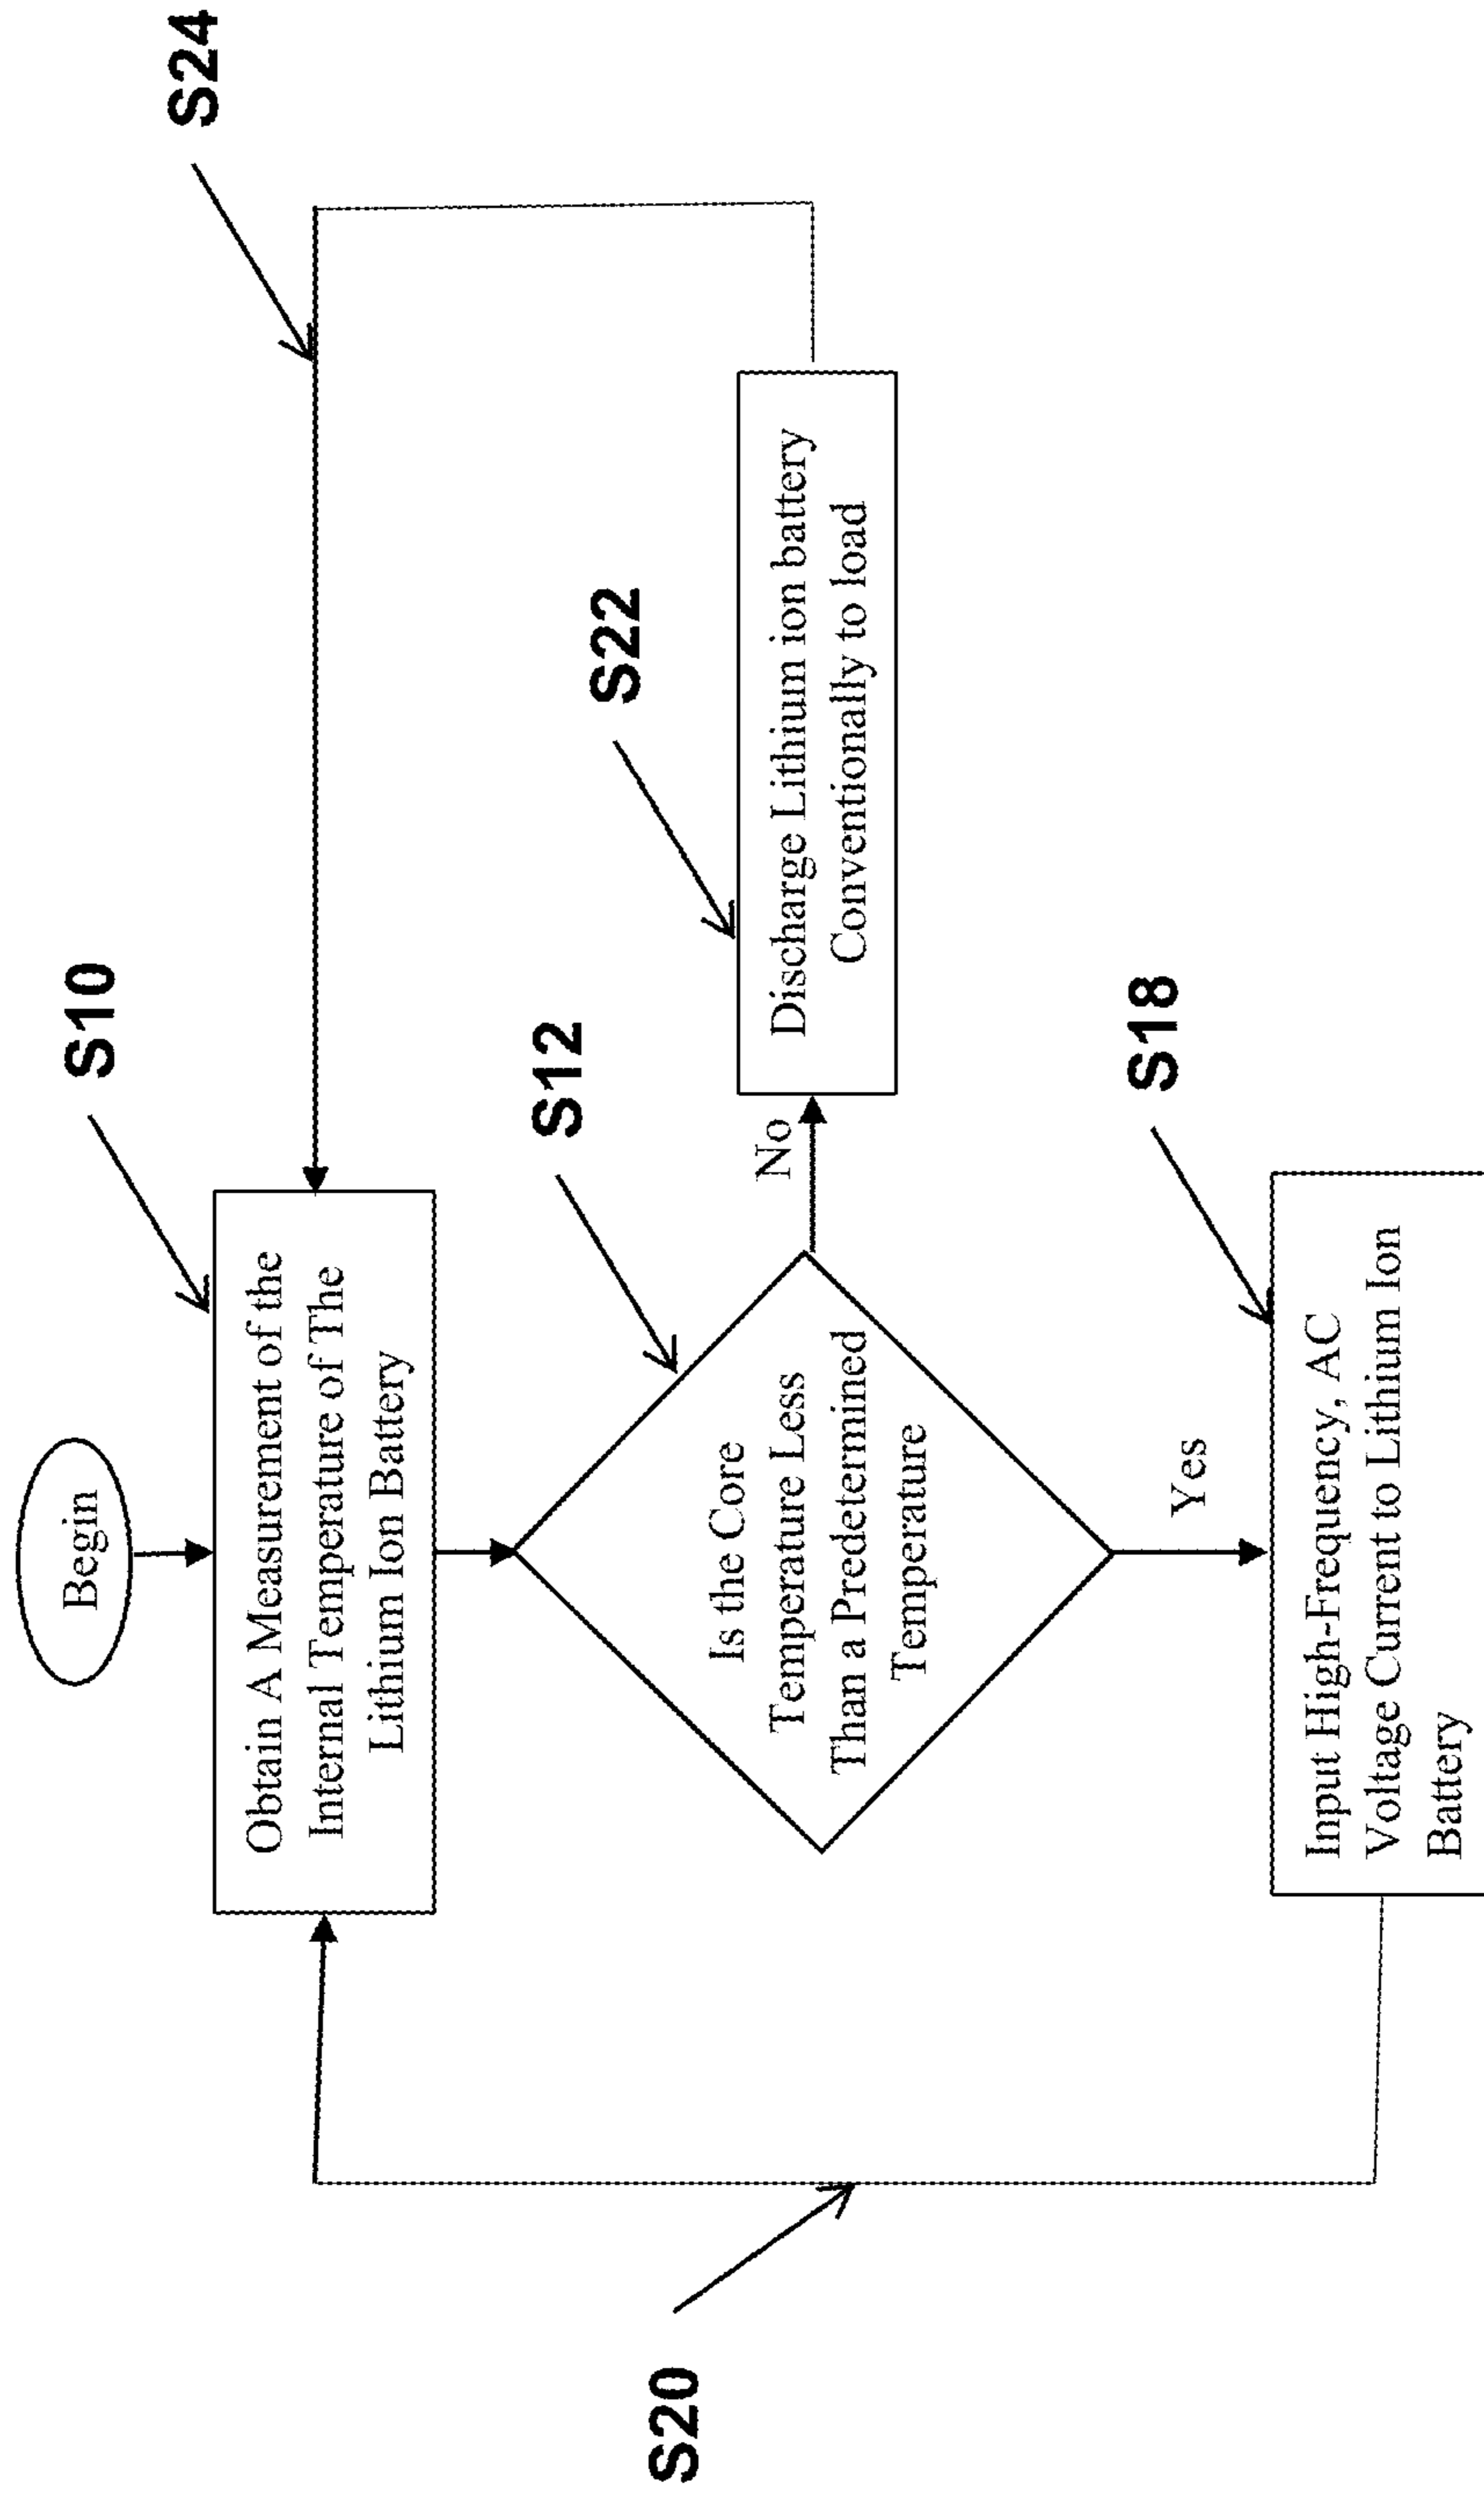 Begin
S10
S24
Obtain A Measurement of the
Internal Temperature of The
Lithium Ion Battery
S12
S22
Is the Core
Temperature Less
Than a Predetermined
Temperature
No
Discharge Lithium ion battery
Conventionally to load
S20
Yes
S18
Input High-Frequency, AC
Voltage Current to Lithium Ion
Battery